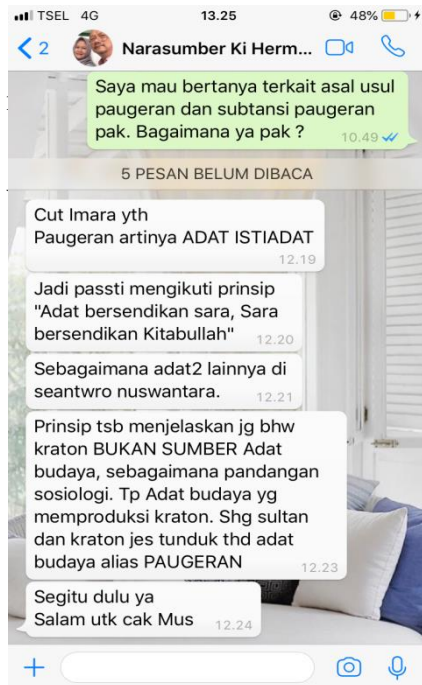 TSEL 4G 13.25 48%
2 Narasumber Ki Herm...
Saya mau bertanya terkait asal usul
paugeran dan subtansi paugeran
pak. Bagaimana ya pak ? 10.49
5 PESAN BELUM DIBACA
Cut Imara yth
Paugeran artinya ADAT ISTIADAT
12.19
Jadi passti mengikuti prinsip
"Adat bersendikan sara, Sara
bersendikan Kitabullah" 12.20
Sebagaimana adat2 lainnya di
seantwro nuswantara. 12.21
Prinsip tsb menjelaskan jg bhw
kraton BUKAN SUMBER Adat
budaya, sebagaimana pandangan
sosiologi. Tp Adat budaya yg
memproduksi kraton. Shg sultan
dan kraton jes tunduk thd adat
budaya alias PAUGERAN 12.23
Segitu dulu ya
Salam utk cak Mus 12.24